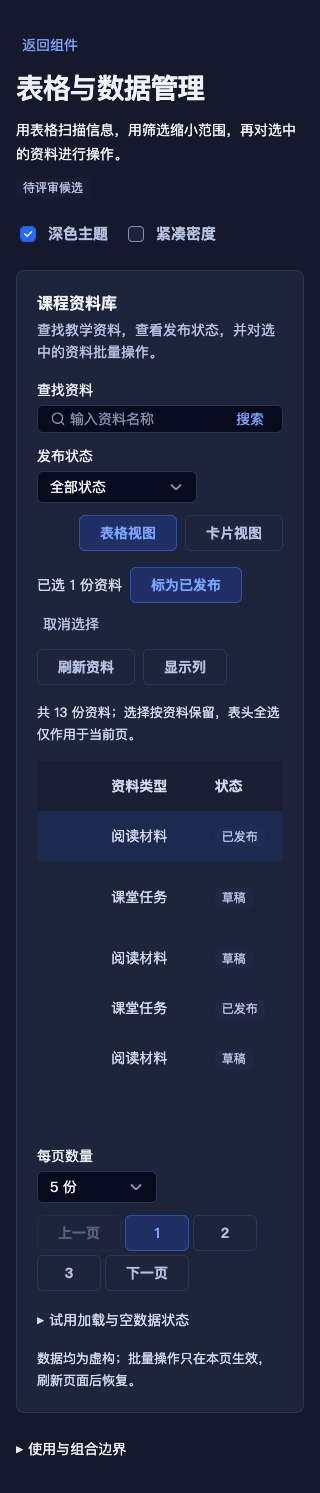 返回组件
表格与数据管理
用表格扫描信息，用筛选缩小范围，再对选中
的资料进行操作。
待评审候选
深色主题 紧凑密度
课程资料库
查找教学资料，查看发布状态，并对选
中的资料批量操作。
查找资料
输入资料名称 搜索
发布状态
全部状态
表格视图 卡片视图
已选 1 份资料 标为已发布
取消选择
刷新资料 显示列
共 13 份资料；选择按资料保留，表头全选
仅作用于当前页。
资料类型 状态
阅读材料 已发布
课堂任务 草稿
阅读材料 草稿
课堂任务 已发布
阅读材料 草稿
每页数量
5 份
上一页 1 2
3 下一页
▸ 试用加载与空数据状态
数据均为虚构；批量操作只在本页生效，
刷新页面后恢复。
▸ 使用与组合边界